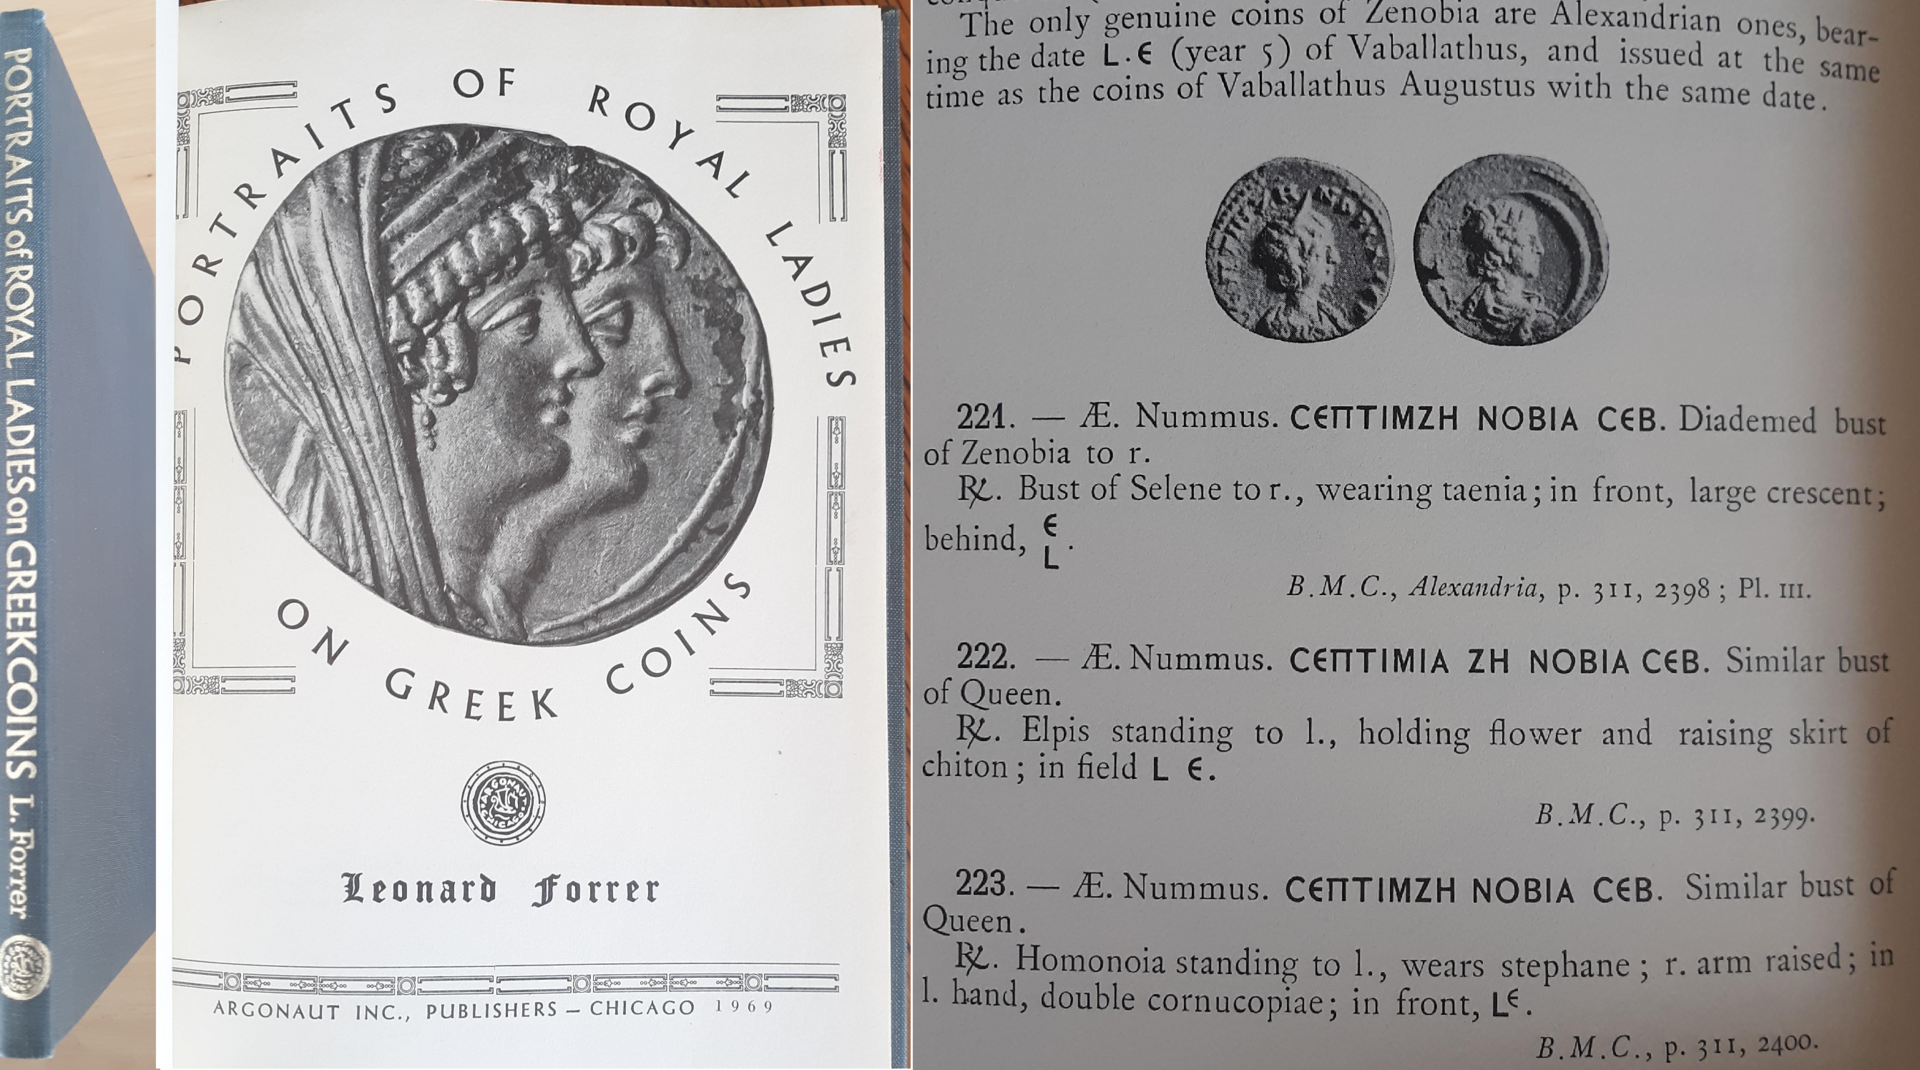 PORTRAITS of ROYAL LADIES on GREEK COINS L. Forrer
PORTRAITS OF ROYAL LADIES
ON GREEK COINS
ARGONAUT
CHICAGO
Leonard Forrer
ARGONAUT INC., PUBLISHERS – CHICAGO 1969
The only genuine coins of Zenobia are Alexandrian ones, bear-
ing the date L.Є (year 5) of Vaballathus, and issued at the same
time as the coins of Vaballathus Augustus with the same date.
221. — Æ. Nummus. CЄΠTIMZH NOBIA CЄB. Diademed bust
of Zenobia to r.
℞. Bust of Selene to r., wearing taenia; in front, large crescent;
behind, Є
L.
B.M.C., Alexandria, p. 311, 2398; Pl. III.
222. — Æ. Nummus. CЄΠTIMIA ZH NOBIA CЄB. Similar bust
of Queen.
℞. Elpis standing to l., holding flower and raising skirt of
chiton; in field L Є.
B.M.C., p. 311, 2399.
223. — Æ. Nummus. CЄΠTIMZH NOBIA CЄB. Similar bust of
Queen.
℞. Homonoia standing to l., wears stephane; r. arm raised; in
l. hand, double cornucopiae; in front, LЄ.
B.M.C., p. 311, 2400.